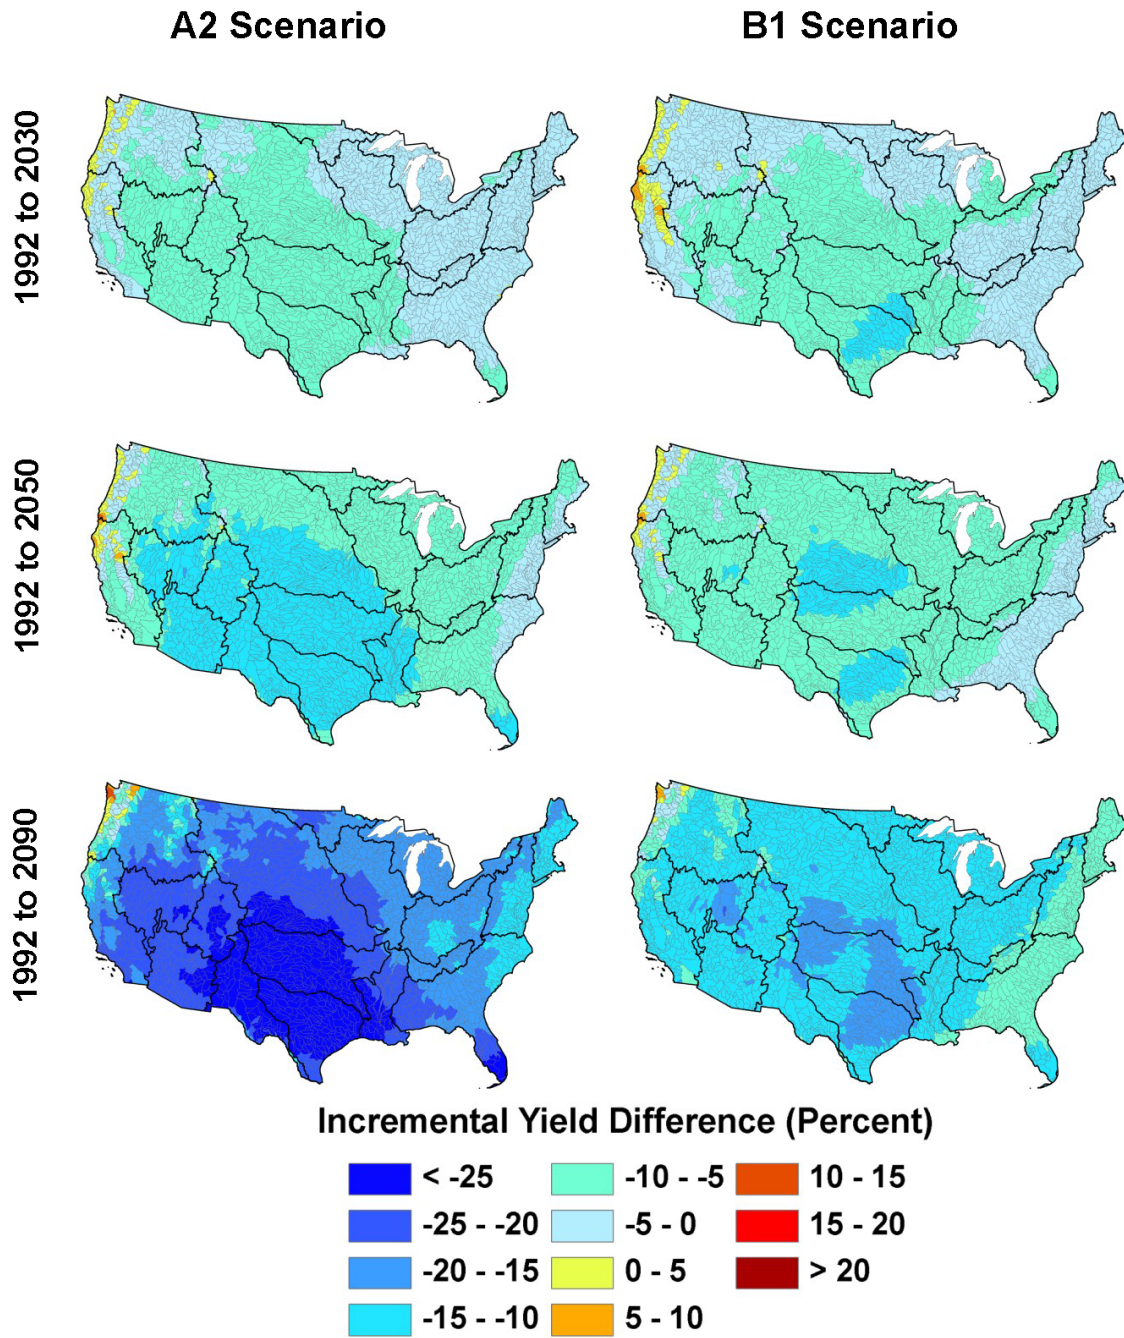 A2 Scenario
B1 Scenario
1992 to 2030
1992 to 2050
1992 to 2090
Incremental Yield Difference (Percent)
< -25
-10 - -5
10 - 15
-25 - -20
-5 - 0
15 - 20
-20 - -15
0 - 5
> 20
-15 - -10
5 - 10